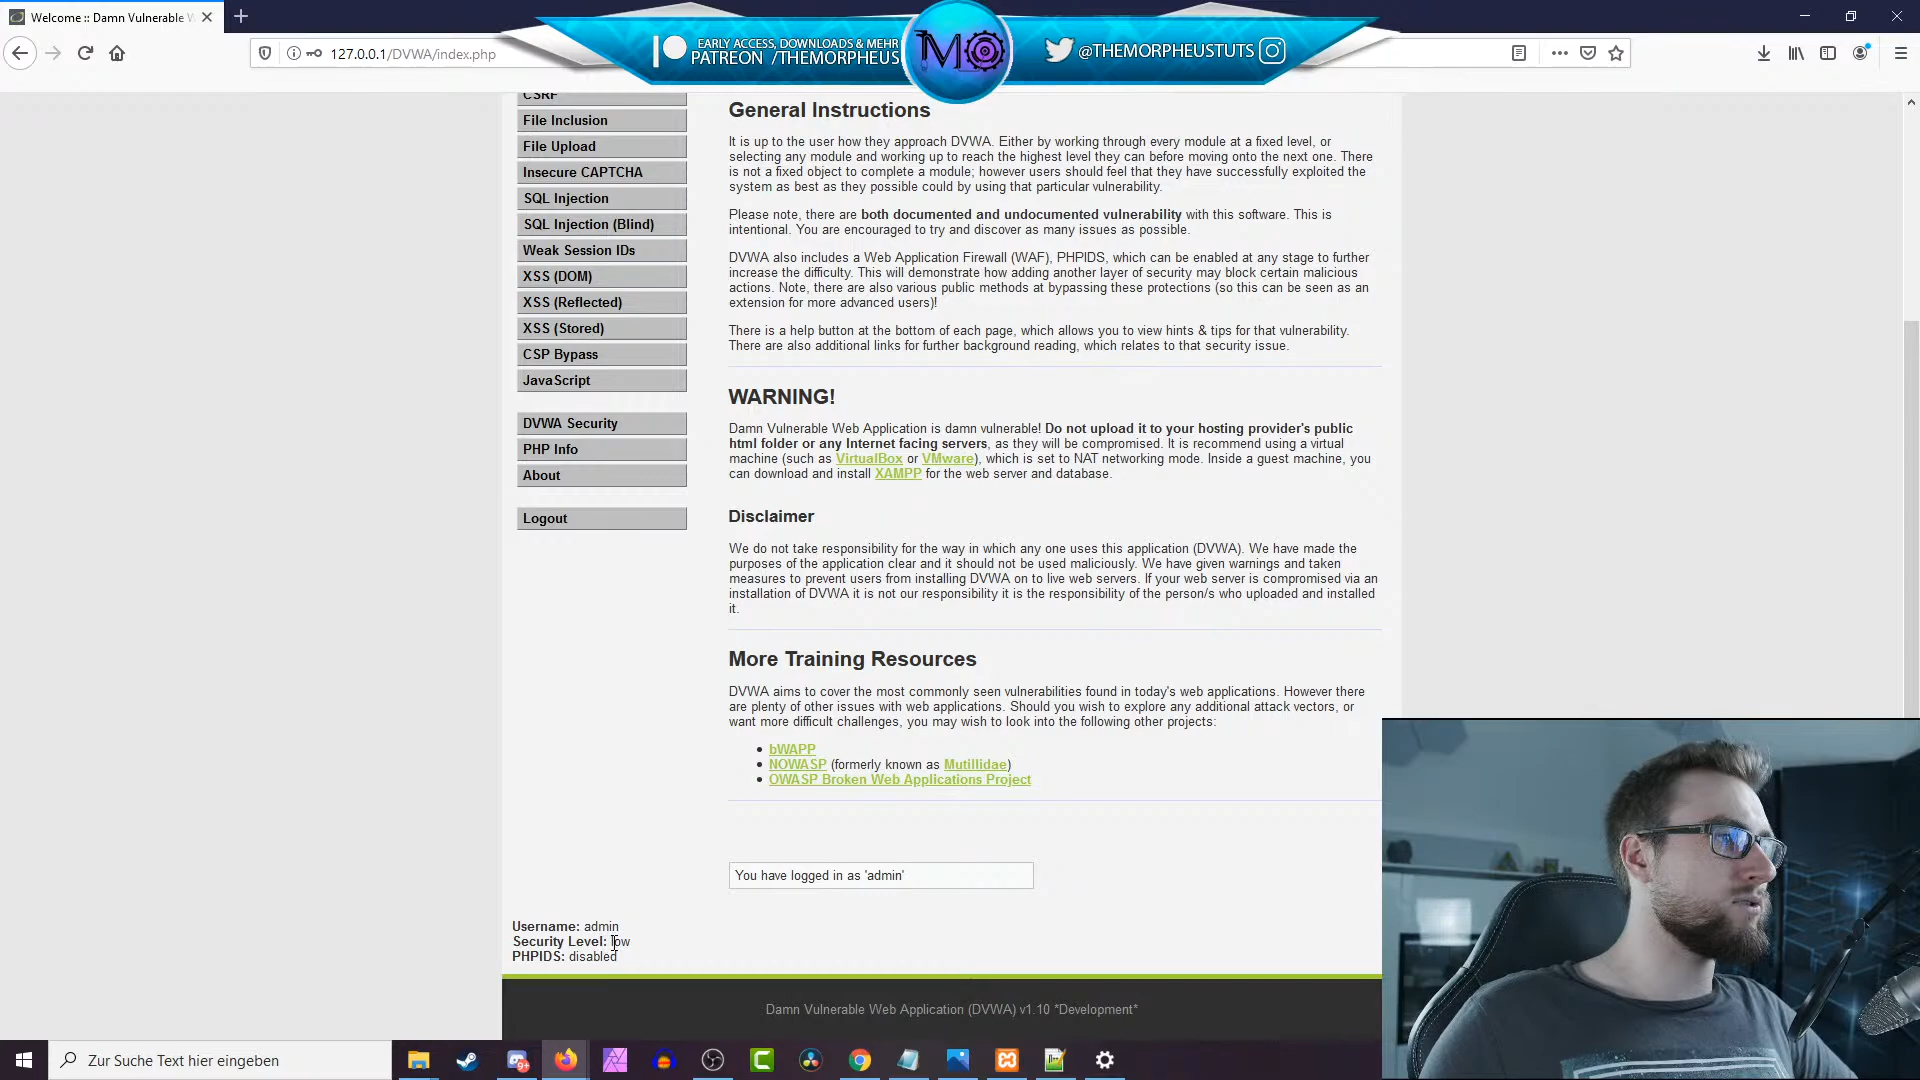 Welcome :: Damn Vulnerable W
127.0.0.1/DVWA/index.php
EARLY ACCESS, DOWNLOADS & MEHR
PATREON /THEMORPHEUS
MO
@THEMORPHEUSTUTS
CSRF
File Inclusion
File Upload
Insecure CAPTCHA
SQL Injection
SQL Injection (Blind)
Weak Session IDs
XSS (DOM)
XSS (Reflected)
XSS (Stored)
CSP Bypass
JavaScript
DVWA Security
PHP Info
About
Logout
General Instructions
It is up to the user how they approach DVWA. Either by working through every module at a fixed level, or
selecting any module and working up to reach the highest level they can before moving onto the next one. There
is not a fixed object to complete a module; however users should feel that they have successfully exploited the
system as best as they possible could by using that particular vulnerability.
Please note, there are both documented and undocumented vulnerability with this software. This is
intentional. You are encouraged to try and discover as many issues as possible.
DVWA also includes a Web Application Firewall (WAF), PHPIDS, which can be enabled at any stage to further
increase the difficulty. This will demonstrate how adding another layer of security may block certain malicious
actions. Note, there are also various public methods at bypassing these protections (so this can be seen as an
extension for more advanced users)!
There is a help button at the bottom of each page, which allows you to view hints & tips for that vulnerability.
There are also additional links for further background reading, which relates to that security issue.
WARNING!
Damn Vulnerable Web Application is damn vulnerable! Do not upload it to your hosting provider's public
html folder or any Internet facing servers, as they will be compromised. It is recommend using a virtual
machine (such as VirtualBox or VMware), which is set to NAT networking mode. Inside a guest machine, you
can download and install XAMPP for the web server and database.
Disclaimer
We do not take responsibility for the way in which any one uses this application (DVWA). We have made the
purposes of the application clear and it should not be used maliciously. We have given warnings and taken
measures to prevent users from installing DVWA on to live web servers. If your web server is compromised via an
installation of DVWA it is not our responsibility it is the responsibility of the person/s who uploaded and installed
it.
More Training Resources
DVWA aims to cover the most commonly seen vulnerabilities found in today's web applications. However there
are plenty of other issues with web applications. Should you wish to explore any additional attack vectors, or
want more difficult challenges, you may wish to look into the following other projects:
bWAPP
NOWASP (formerly known as Mutillidae)
OWASP Broken Web Applications Project
You have logged in as 'admin'
Username: admin
Security Level: low
PHPIDS: disabled
Damn Vulnerable Web Application (DVWA) v1.10 *Development*
Zur Suche Text hier eingeben